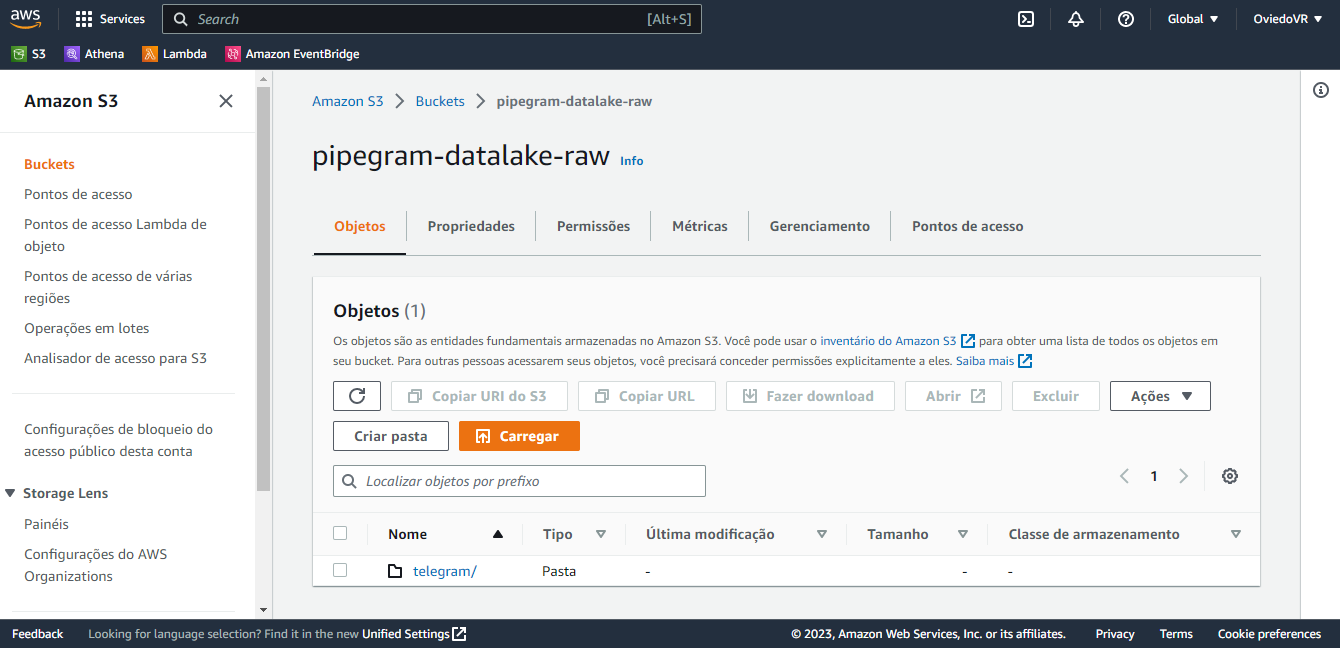 aws
Services
Search
[Alt+S]
Global
OviedoVR
S3
Athena
Lambda
Amazon EventBridge
Amazon S3
Buckets
Pontos de acesso
Pontos de acesso Lambda de
objeto
Pontos de acesso de várias
regiões
Operações em lotes
Analisador de acesso para S3
Configurações de bloqueio do
acesso público desta conta
Storage Lens
Painéis
Configurações do AWS
Organizations
Amazon S3 > Buckets > pipegram-datalake-raw
pipegram-datalake-raw Info
Objetos
Propriedades
Permissões
Métricas
Gerenciamento
Pontos de acesso
Objetos (1)
Os objetos são as entidades fundamentais armazenadas no Amazon S3. Você pode usar o inventário do Amazon S3 para obter uma lista de todos os objetos em
seu bucket. Para outras pessoas acessarem seus objetos, você precisará conceder permissões explicitamente a eles. Saiba mais
Copiar URI do S3
Copiar URL
Fazer download
Abrir
Excluir
Ações
Criar pasta
Carregar
Localizar objetos por prefixo
1
Nome
Tipo
Última modificação
Tamanho
Classe de armazenamento
telegram/
Pasta
-
-
-
Feedback
Looking for language selection? Find it in the new Unified Settings
© 2023, Amazon Web Services, Inc. or its affiliates.
Privacy
Terms
Cookie preferences